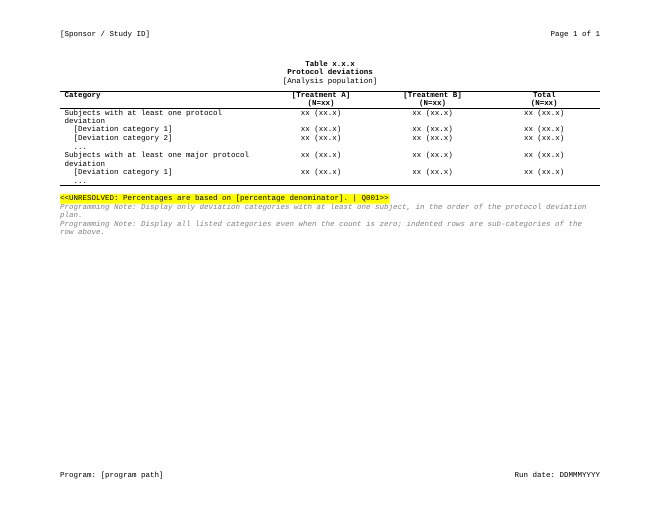 [Sponsor / Study ID] Page 1 of 1
Table x.x.x
Protocol deviations
[Analysis population]
Category [Treatment A] [Treatment B] Total
(N=xx) (N=xx) (N=xx)
Subjects with at least one protocol xx (xx.x) xx (xx.x) xx (xx.x)
deviation
[Deviation category 1] xx (xx.x) xx (xx.x) xx (xx.x)
[Deviation category 2] xx (xx.x) xx (xx.x) xx (xx.x)
...
Subjects with at least one major protocol xx (xx.x) xx (xx.x) xx (xx.x)
deviation
[Deviation category 1] xx (xx.x) xx (xx.x) xx (xx.x)
...
<<UNRESOLVED: Percentages are based on [percentage denominator]. | Q001>>
Programming Note: Display only deviation categories with at least one subject, in the order of the protocol deviation
plan.
Programming Note: Display all listed categories even when the count is zero; indented rows are sub-categories of the
row above.
Program: [program path] Run date: DDMMMYYYY